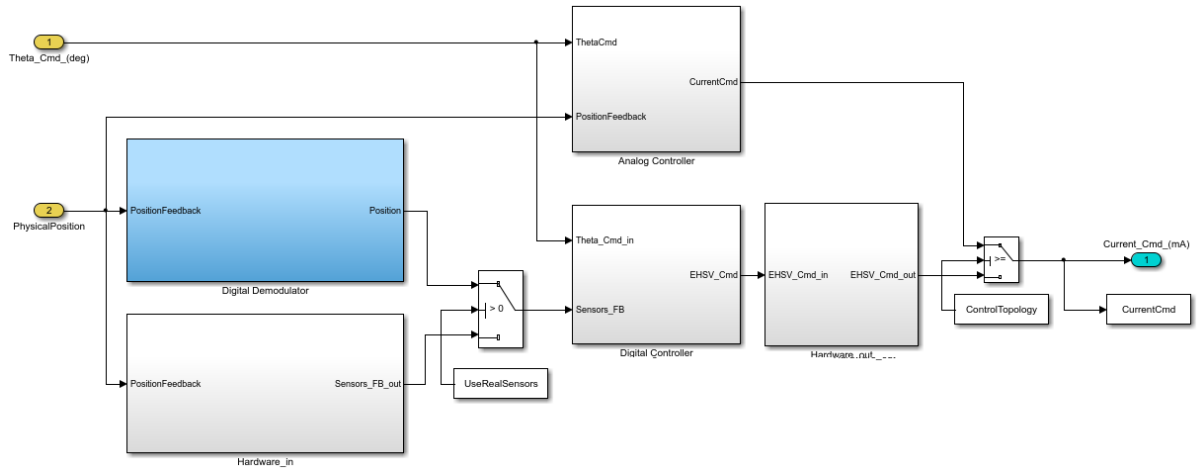 1
Theta_Cmd_(deg)
ThetaCmd
CurrentCmd
PositionFeedback
Analog Controller
2
PhysicalPosition
PositionFeedback
Position
Digital Demodulator
Theta_Cmd_in
EHSV_Cmd
Sensors_FB
Digital Controller
EHSV_Cmd_in
EHSV_Cmd_out
>=
Current_Cmd_(mA)
1
ControlTopology
CurrentCmd
> 0
UseRealSensors
PositionFeedback
Sensors_FB_out
Hardware_in